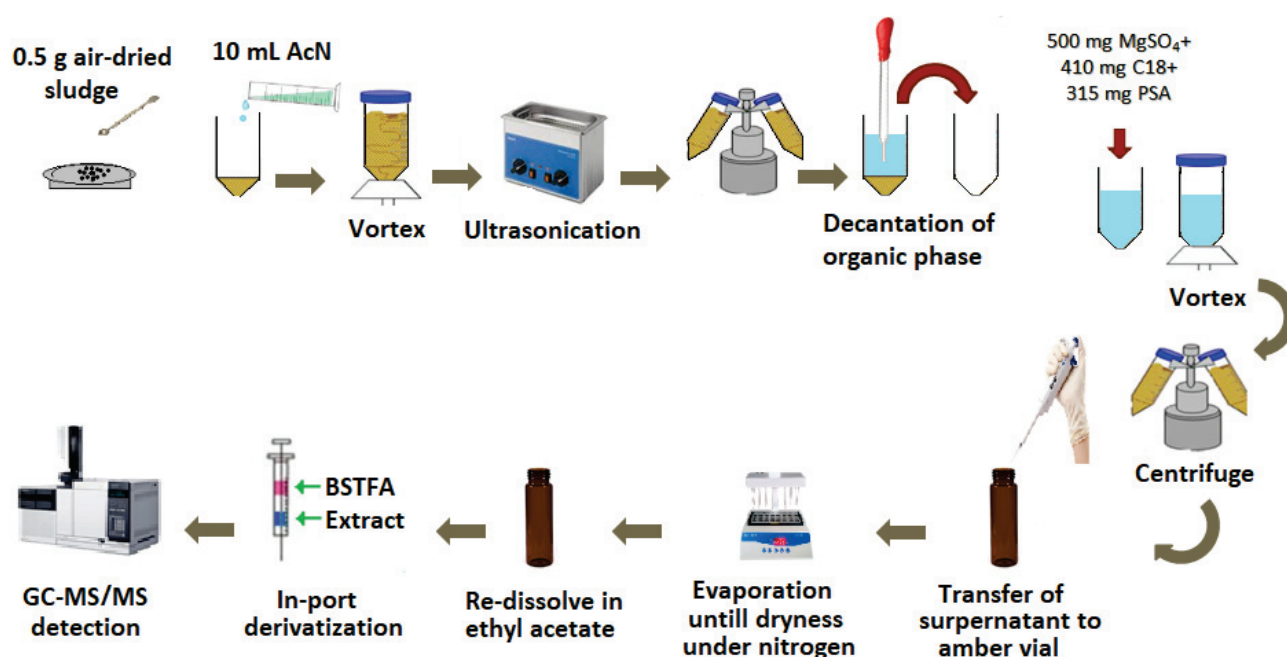 0.5 g air-dried
sludge
10 mL AcN
Vortex
Ultrasonication
Decantation of
organic phase
500 mg MgSO₄+
410 mg C18+
315 mg PSA
Vortex
Centrifuge
Transfer of
surpernatant to
amber vial
Evaporation
untill dryness
under nitrogen
Re-dissolve in
ethyl acetate
BSTFA
Extract
In-port
derivatization
GC-MS/MS
detection